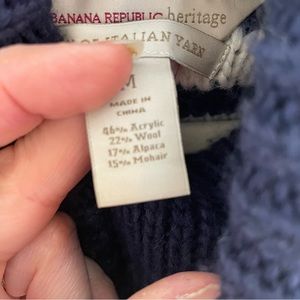 BANANA REPUBLIC heritage
ITALIAN YARN
M
MADE IN
CHINA
46% Acrylic
22% Wool
17% Alpaca
15% Mohair